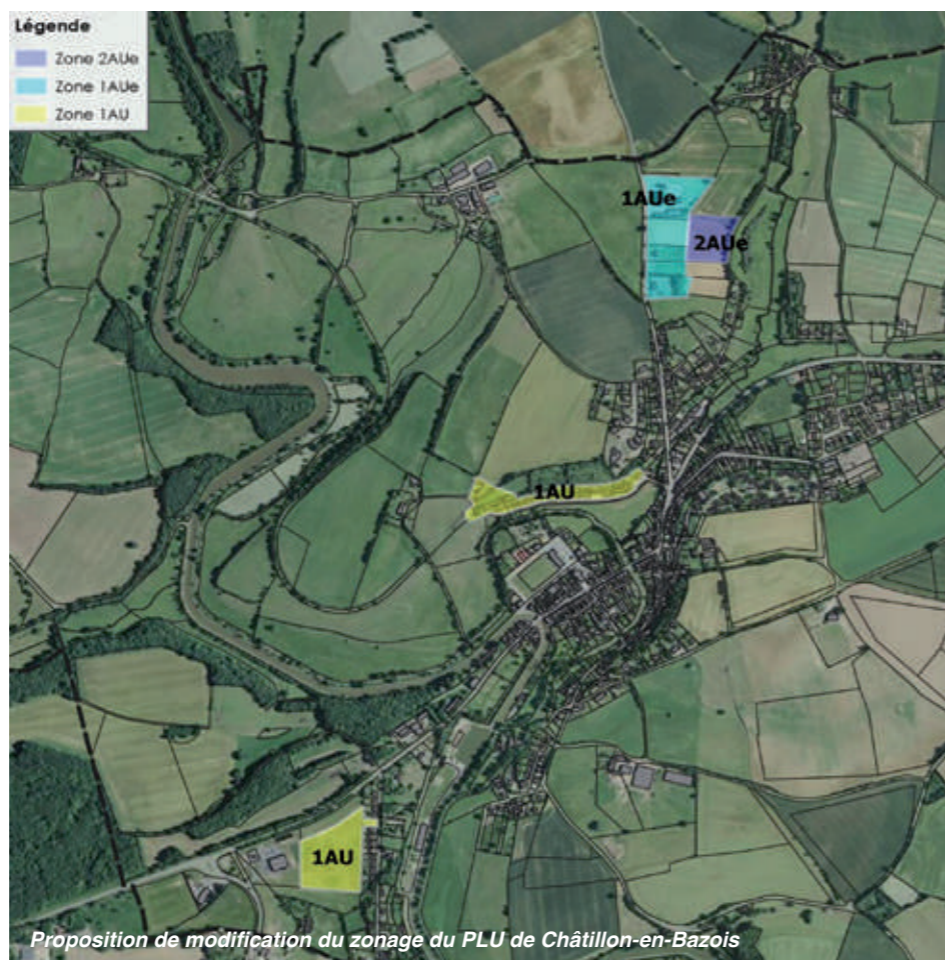 Légende
Zone 2AUe
Zone 1AUe
Zone 1AU
1AUe
2AUe
1AU
1AU
Proposition de modification du zonage du PLU de Châtillon-en-Bazois